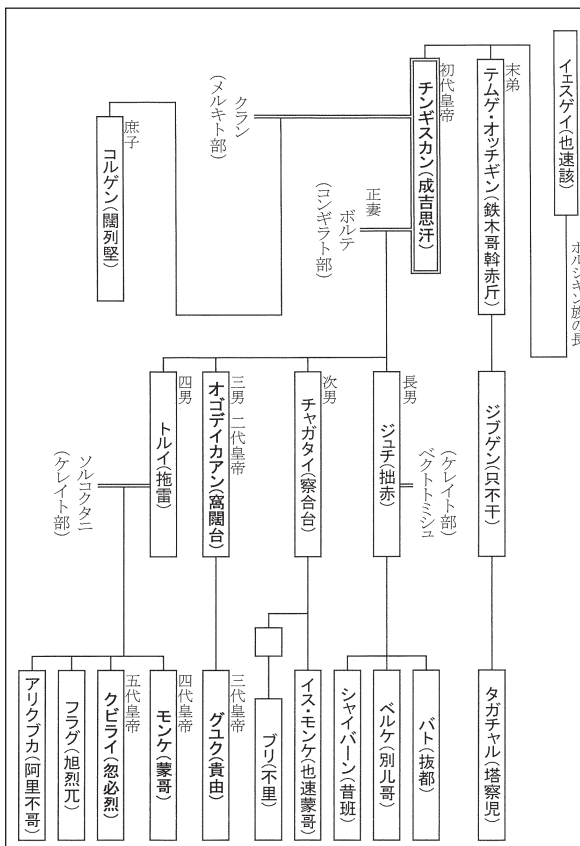 イェスゲイ(也速該)
ボルジギン族の長
末弟
テムゲ・オッチギン(鉄木哥斡赤斤)
初代皇帝
チンギスカン(成吉思汗)
クラン
(メルキト部)
庶子
コルゲン(闊列堅)
正妻
ボルテ
(コンギラト部)
ジブゲン(只不干)
(ケレイト部)
ベクトトミシュ
長男
ジュチ(拙赤)
次男
チャガタイ(察合台)
三男 二代皇帝
オゴデイカアン(窩闊台)
四男
トルイ(拖雷)
ソルコクタニ
(ケレイト部)
タガチャル(塔察児)
バト(抜都)
ベルケ(別儿哥)
シャイバーン(昔班)
イス・モンケ(也速蒙哥)
ブリ(不里)
三代皇帝
グユク(貴由)
四代皇帝
モンケ(蒙哥)
五代皇帝
クビライ(忽必烈)
フラグ(旭烈兀)
アリクブカ(阿里不哥)